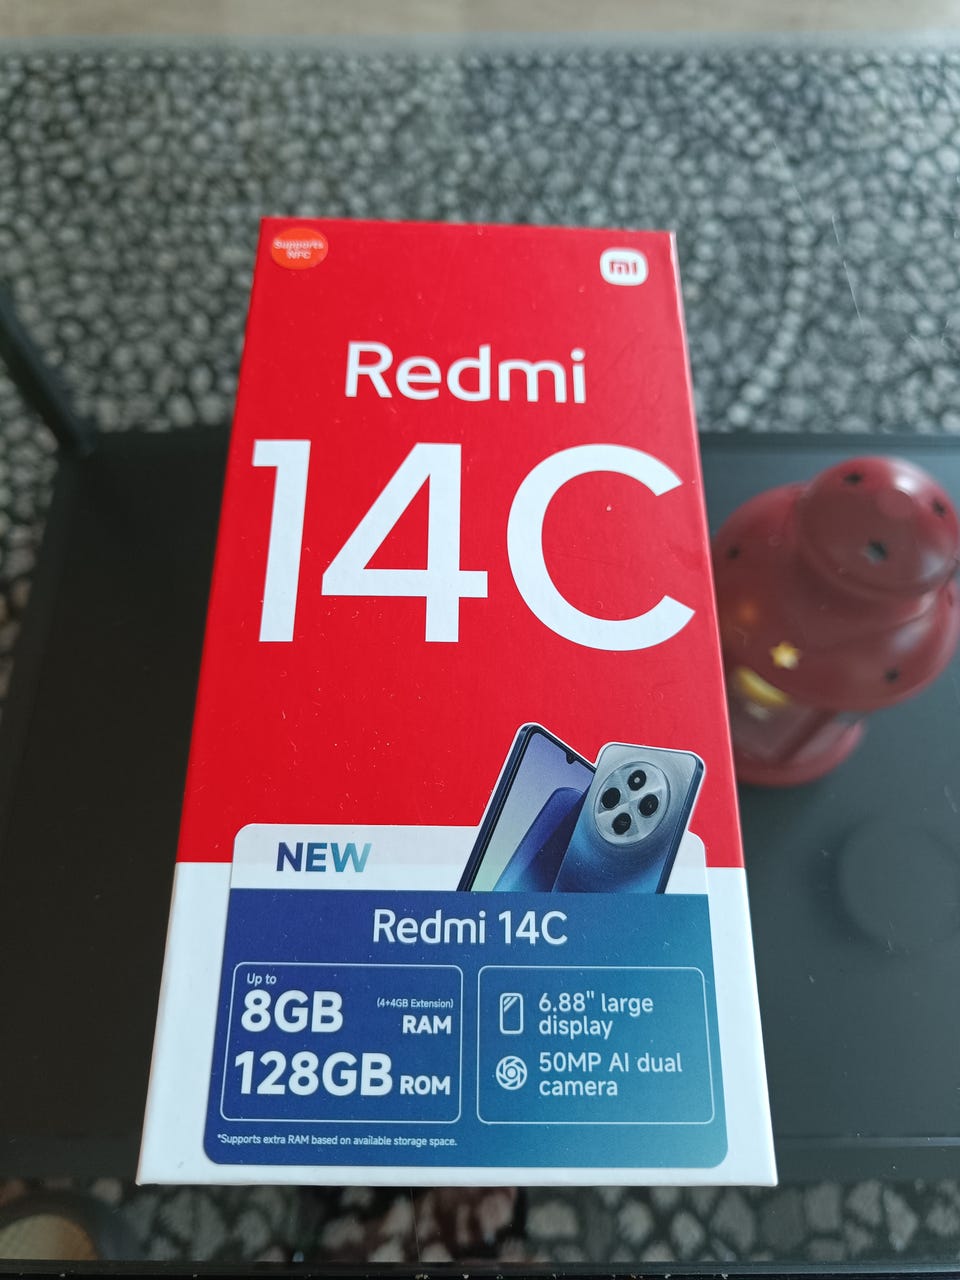 Supports
NFC
mi
Redmi
14C
NEW
Redmi 14C
Up to
8GB (4+4GB Extension) RAM
128GB ROM
6.88" large
display
50MP AI dual
camera
*Supports extra RAM based on available storage space.